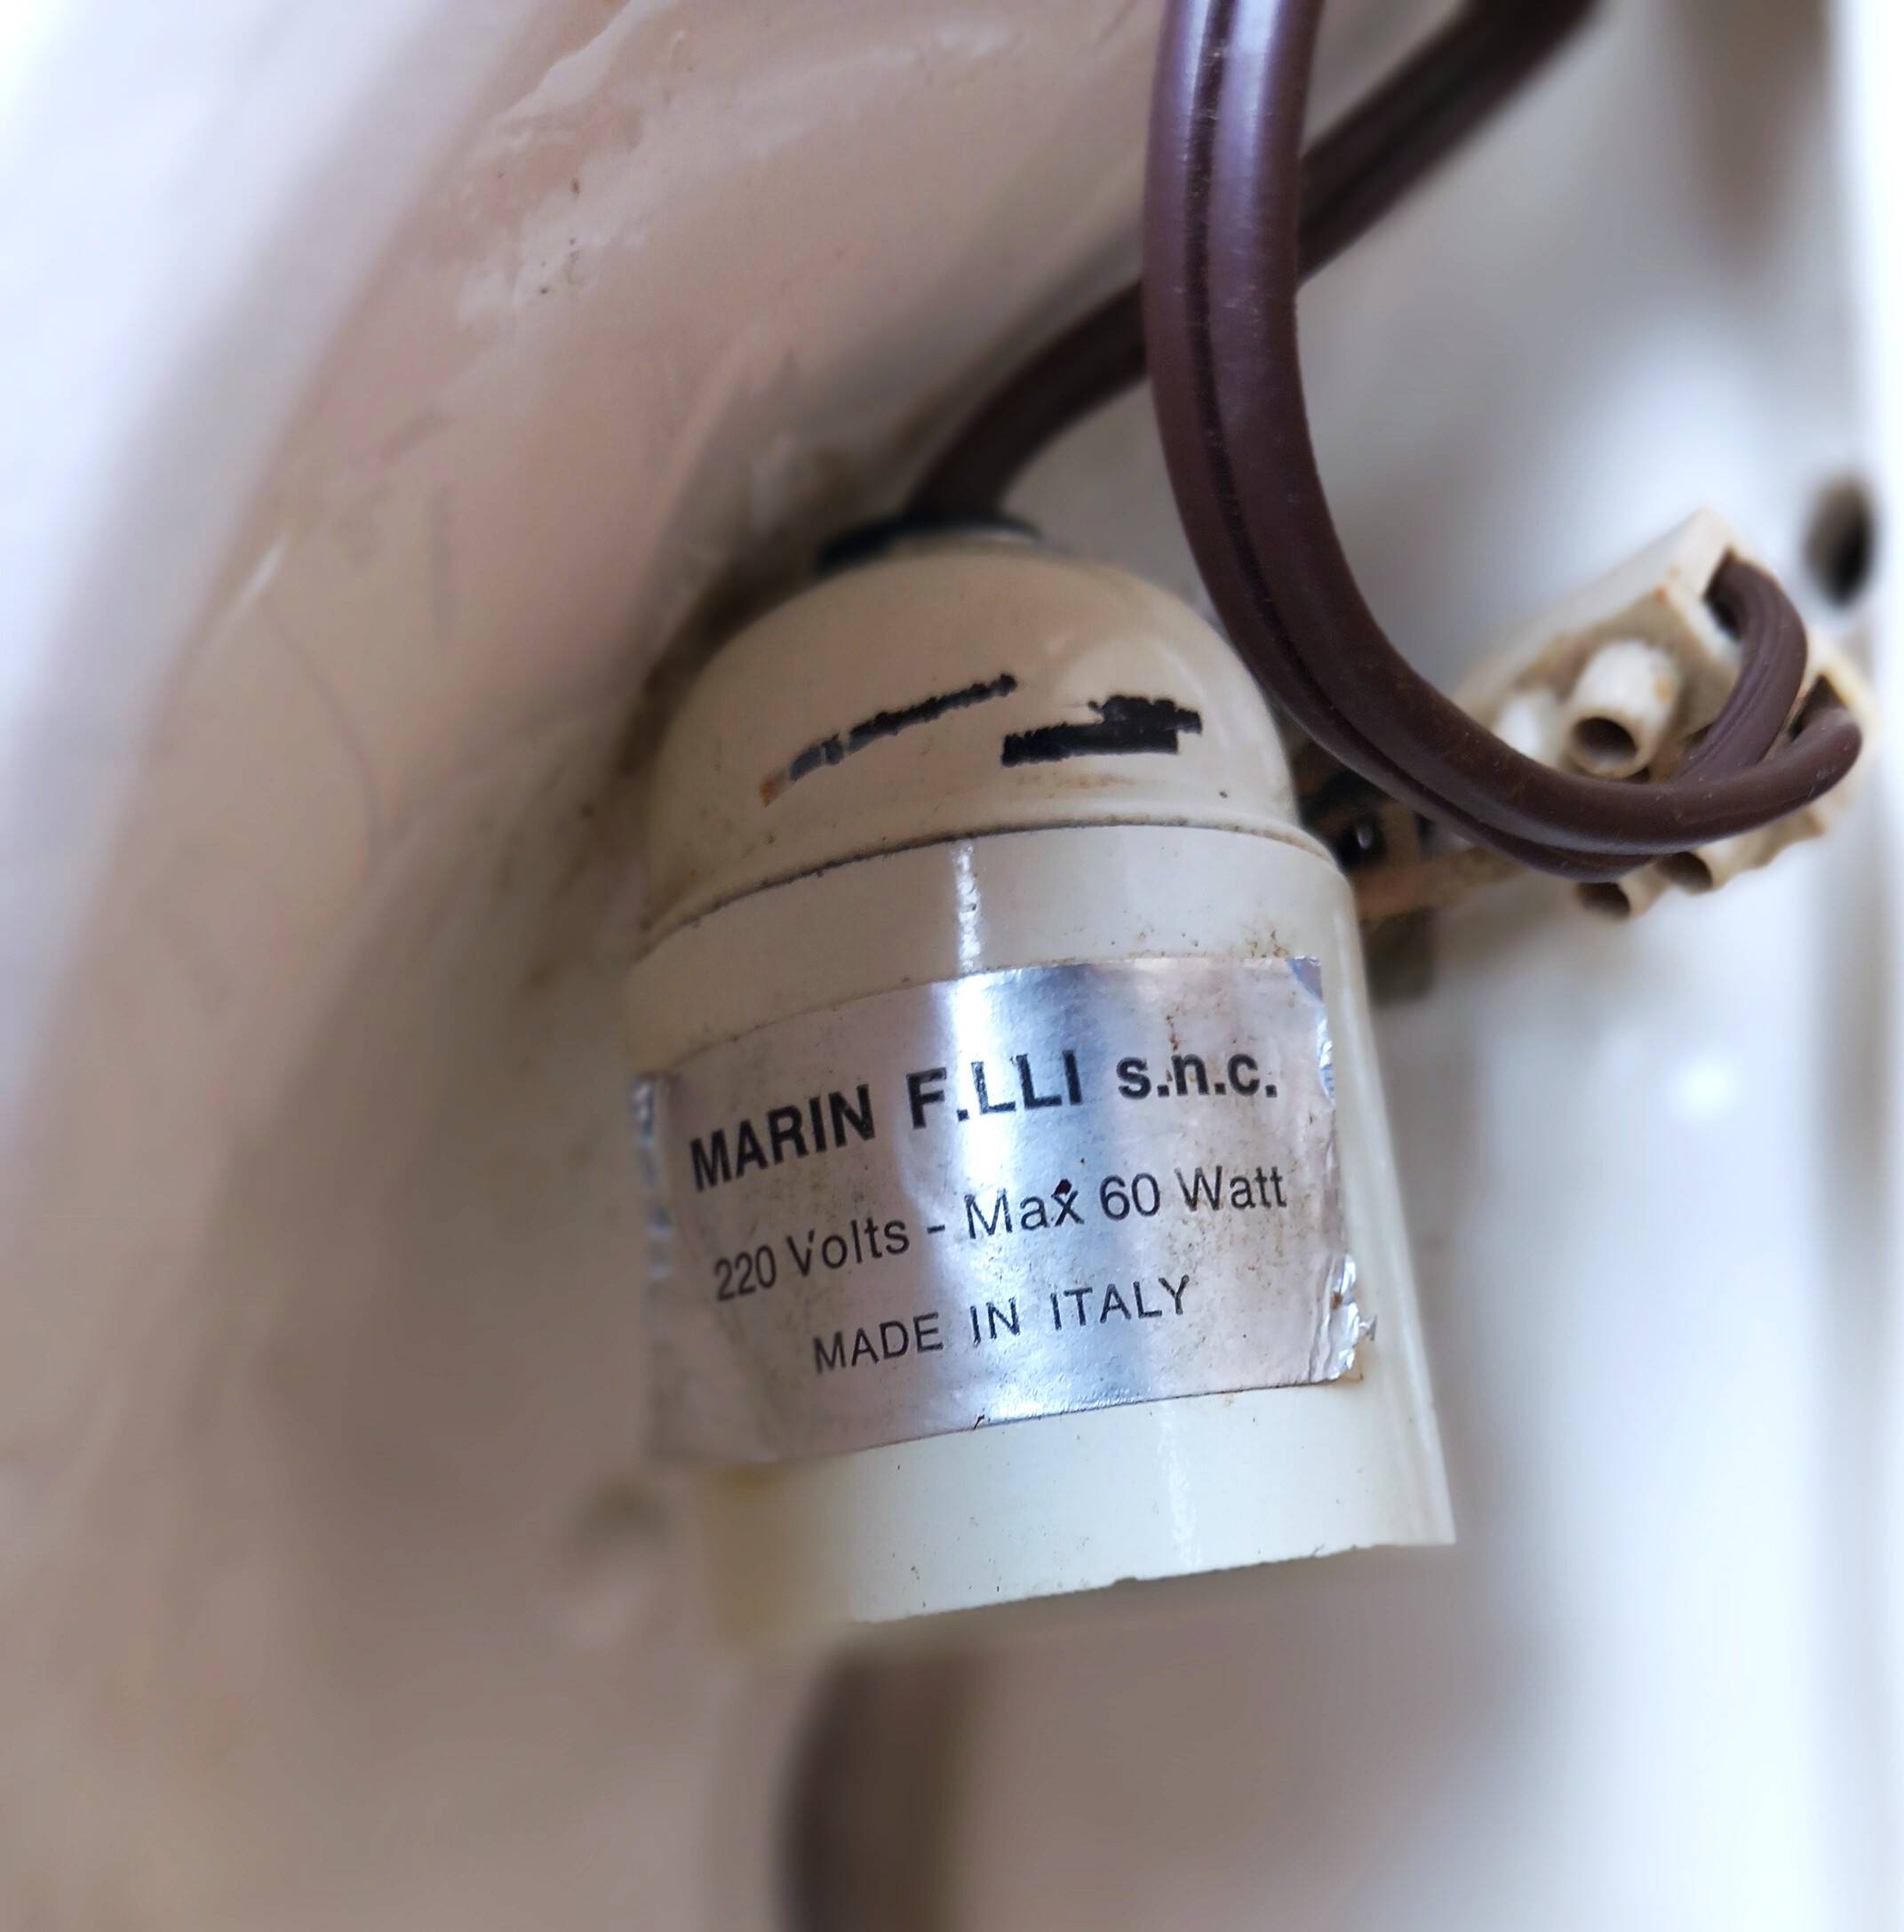 MARIN F.LLI s.n.c.
220 Volts - Max 60 Watt
MADE IN ITALY